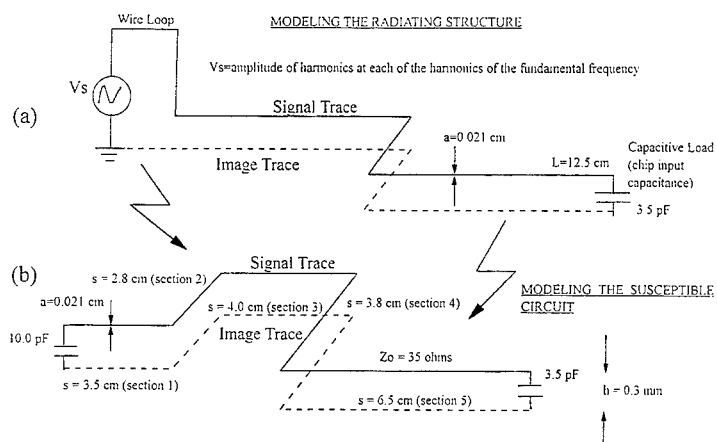 MODELING THE RADIATING STRUCTURE
Wire Loop
Vs=amplitude of harmonics at each of the harmonics of the fundamental frequency
Vs
(a)
Signal Trace
Image Trace
a=0.021 cm
L=12.5 cm
Capacitive Load
(chip input
capacitance)
3.5 pF
(b)
s = 2.8 cm (section 2)
Signal Trace
MODELING THE SUSCEPTIBLE
CIRCUIT
a=0.021 cm
s = 4.0 cm (section 3)
s = 3.8 cm (section 4)
Image Trace
10.0 pF
Zo = 35 ohms
3.5 pF
h = 0.3 mm
s = 3.5 cm (section 1)
s = 6.5 cm (section 5)